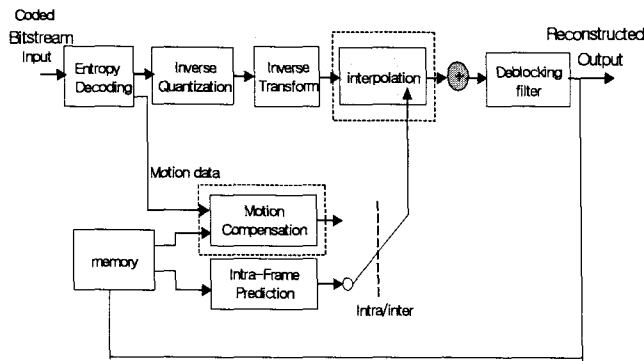 Coded
Bitstream
Input
Entropy
Decoding
Inverse
Quantization
Inverse
Transform
interpolation
+
Deblocking
filter
Reconstructed
Output
Motion data
Motion
Compensation
memory
Intra-Frame
Prediction
Intra/inter